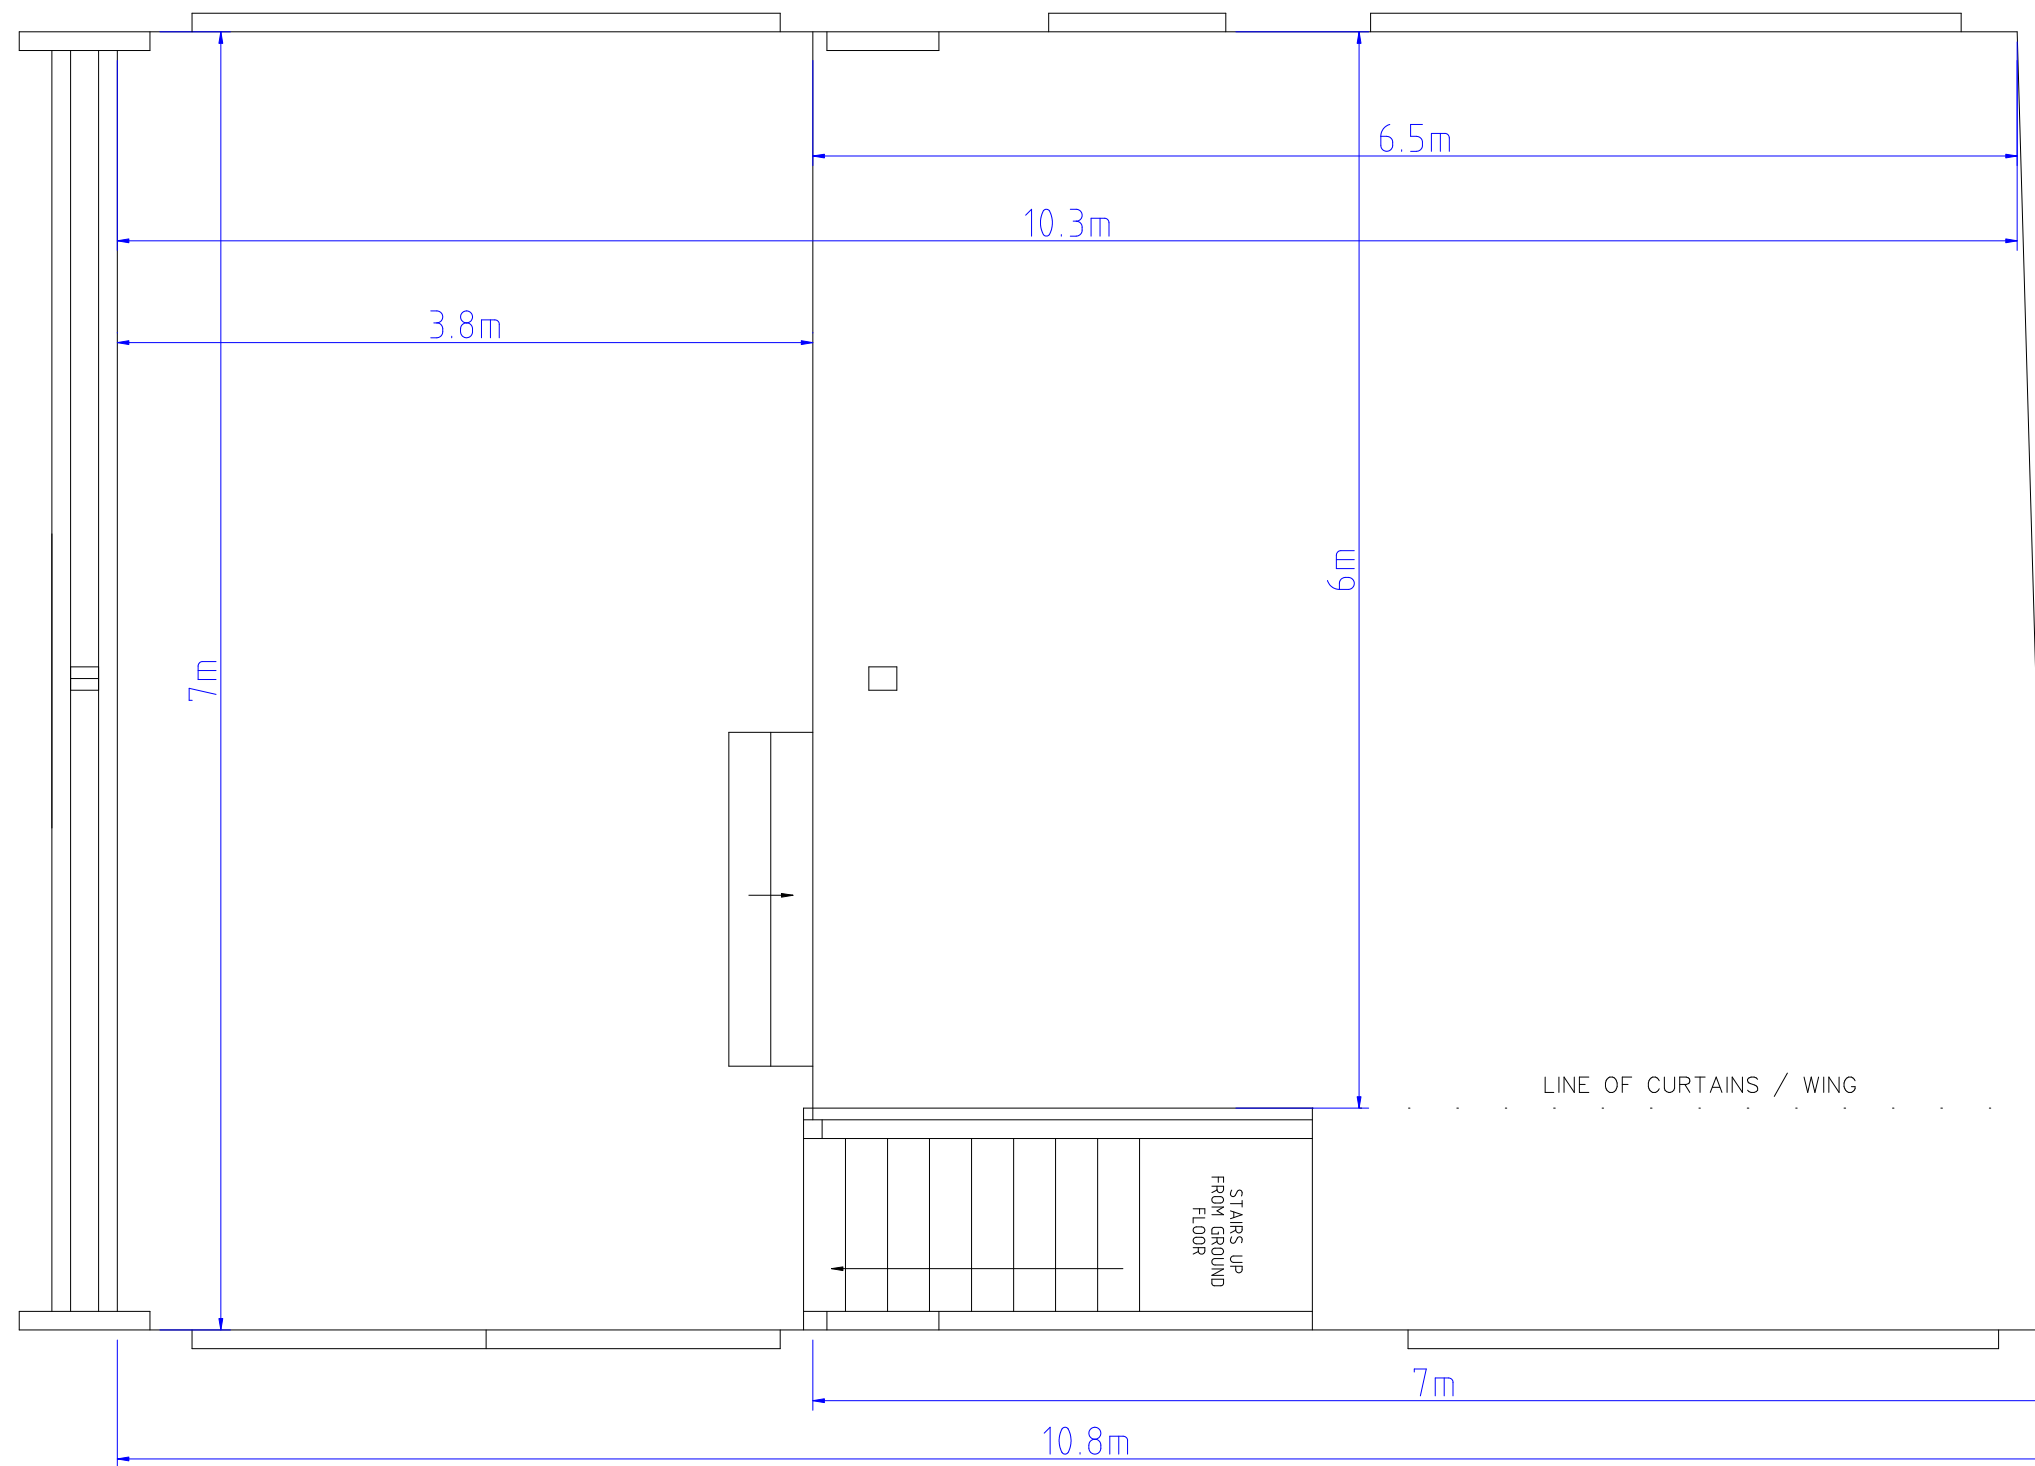 6.5m
10.3m
3.8m
6m
7m
LINE OF CURTAINS / WING
STAIRS UP
FROM GROUND
FLOOR
7m
10.8m